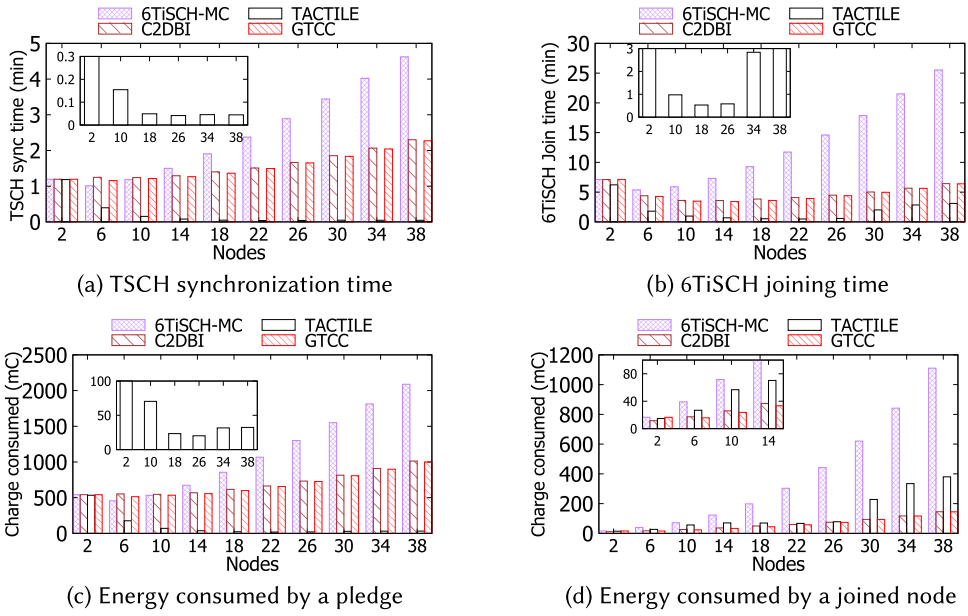 6TiSCH-MC TACTILE
C2DBI GTCC
TSCH sync time (min)
5
4
3
2
1
0
0.3
0.2
0.1
0
2 10 18 26 34 38
2 6 10 14 18 22 26 30 34 38
Nodes
(a) TSCH synchronization time
6TiSCH-MC TACTILE
C2DBI GTCC
6TiSCH Join time (min)
30
25
20
15
10
5
0
3
2
1
0
2 10 18 26 34 38
2 6 10 14 18 22 26 30 34 38
Nodes
(b) 6TiSCH joining time
6TiSCH-MC TACTILE
C2DBI GTCC
Charge consumed (mC)
2500
2000
1500
1000
500
0
100
50
0
2 10 18 26 34 38
2 6 10 14 18 22 26 30 34 38
Nodes
(c) Energy consumed by a pledge
6TiSCH-MC TACTILE
C2DBI GTCC
Charge consumed (mC)
1200
1000
800
600
400
200
0
80
40
0
2 6 10 14
2 6 10 14 18 22 26 30 34 38
Nodes
(d) Energy consumed by a joined node